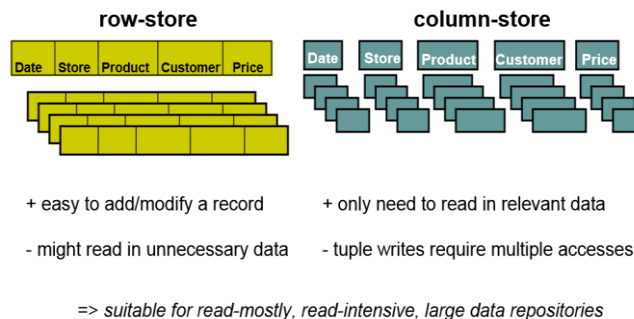 row-store
column-store
Date Store Product Customer Price
Date Store Product Customer Price
+ easy to add/modify a record
+ only need to read in relevant data
- might read in unnecessary data
- tuple writes require multiple accesses
=> suitable for read-mostly, read-intensive, large data repositories